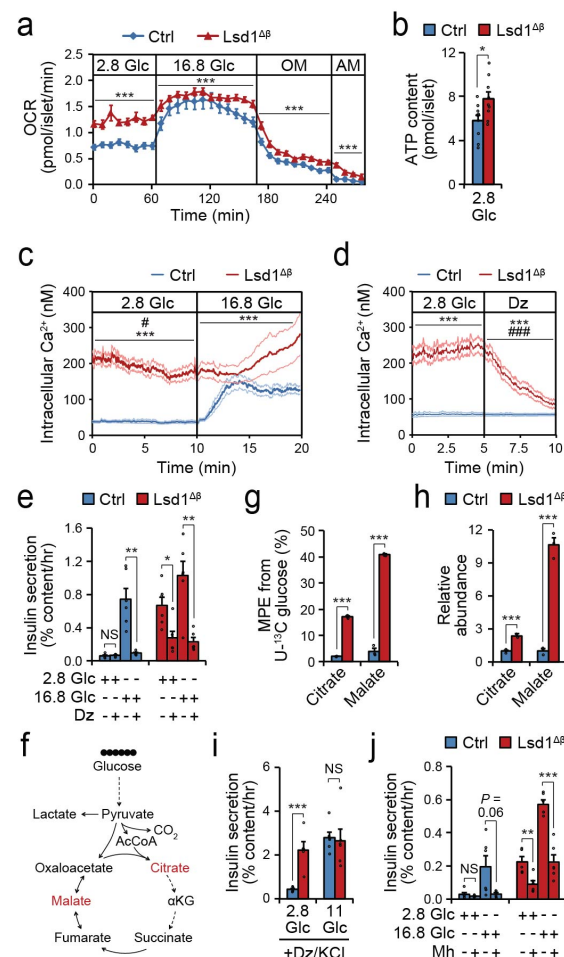 a
Ctrl
Lsd1Δβ
2.8 Glc
16.8 Glc
OM
AM
***
***
***
***
OCR
(pmol/islet/min)
2.5
2.0
1.5
1.0
0.5
0.0
0
60
120
180
240
Time (min)
b
Ctrl
Lsd1Δβ
*
ATP content
(pmol/islet)
12
9
6
3
0
2.8
Glc
c
Ctrl
Lsd1Δβ
2.8 Glc
16.8 Glc
#
***
***
Intracellular Ca2+ (nM)
400
300
200
100
0
0
5
10
15
20
Time (min)
d
Ctrl
Lsd1Δβ
2.8 Glc
Dz
***
***
###
Intracellular Ca2+ (nM)
400
300
200
100
0
0
2.5
5
7.5
10
Time (min)
e
Ctrl
Lsd1Δβ
Insulin secretion
(% content/hr)
1.6
1.2
0.8
0.4
0.0
NS
**
*
**
2.8 Glc
++-- ++--
16.8 Glc
--++ --++
Dz
-+-+ -+-+
g
Ctrl
Lsd1Δβ
MPE from
U-13C glucose (%)
50
40
30
20
10
0
***
***
Citrate
Malate
h
Ctrl
Lsd1Δβ
Relative
abundance
12
9
6
3
0
***
***
Citrate
Malate
f
Glucose
Lactate
Pyruvate
CO2
AcCoA
Oxaloacetate
Citrate
Malate
αKG
Fumarate
Succinate
i
Insulin secretion
(% content/hr)
6
4
2
0
***
NS
2.8
Glc
11
Glc
+Dz/KCl
j
Ctrl
Lsd1Δβ
Insulin secretion
(% content/hr)
0.8
0.6
0.4
0.2
0.0
NS
P =
0.06
**
***
2.8 Glc
++-- ++--
16.8 Glc
--++ --++
Mh
-+-+ -+-+